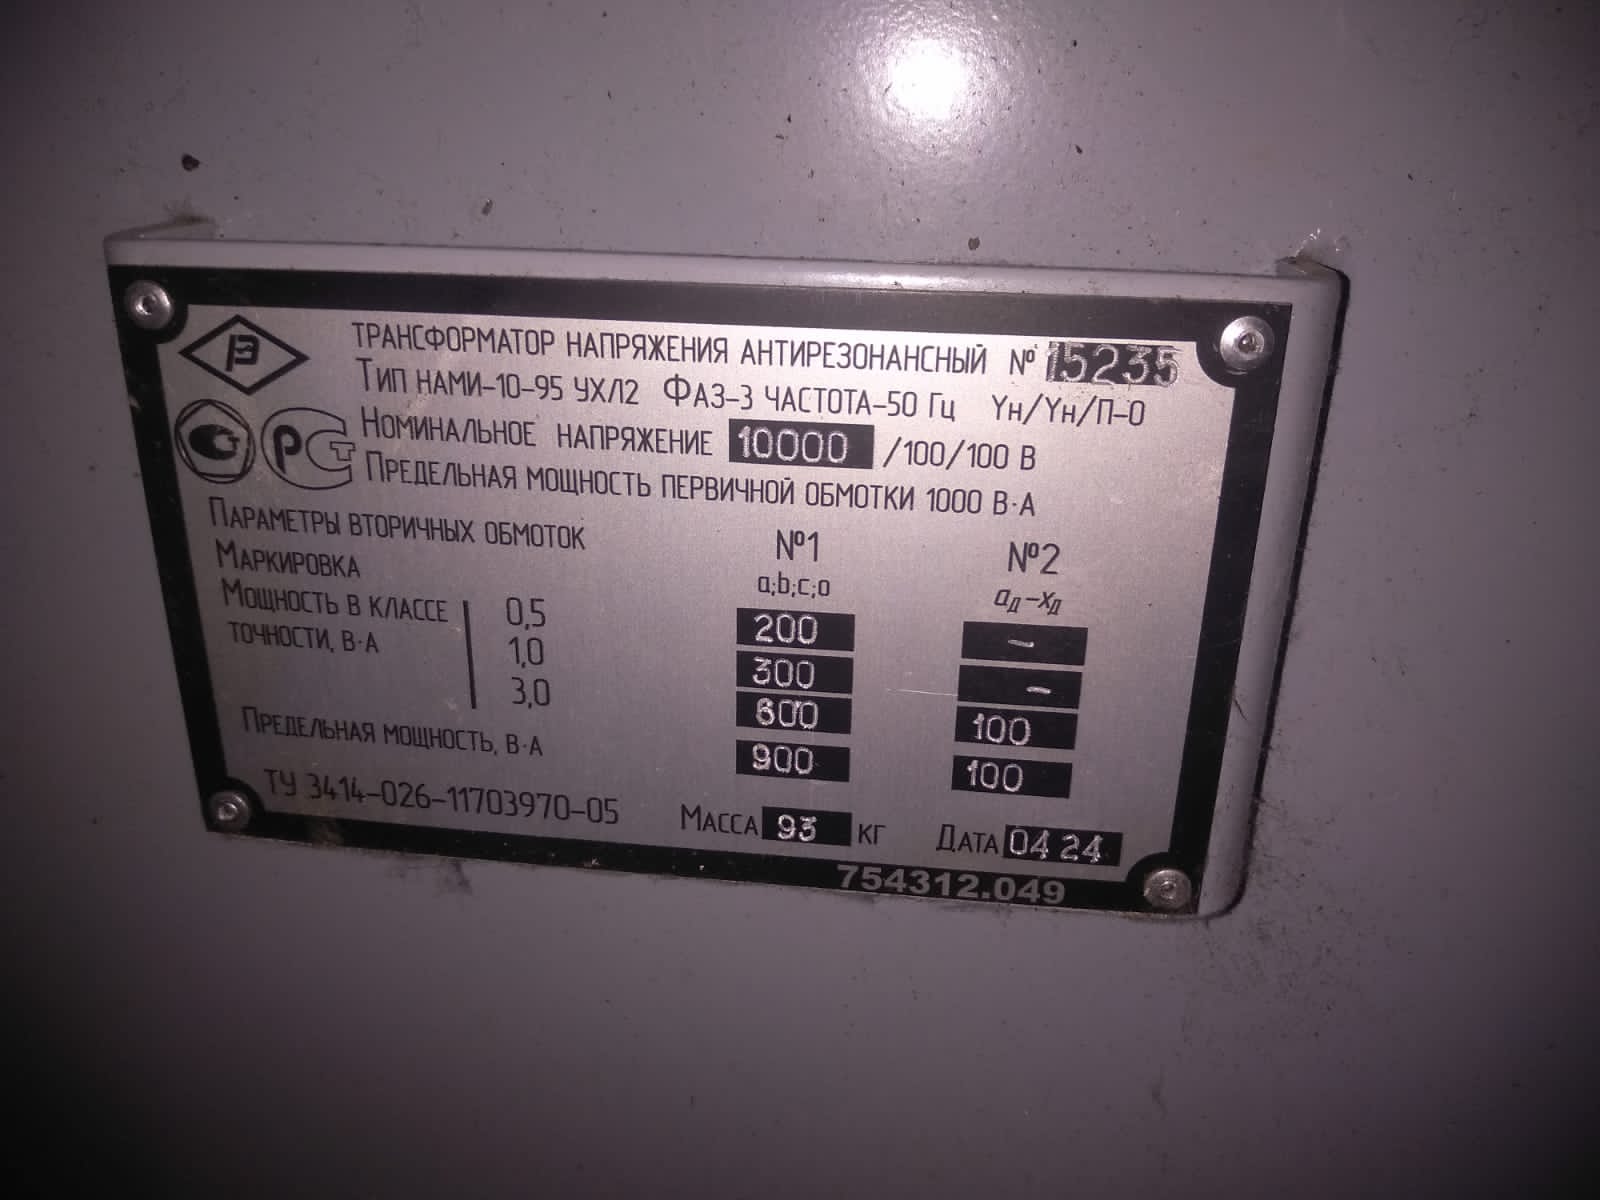 ТРАНСФОРМАТОР НАПРЯЖЕНИЯ АНТИРЕЗОНАНСНЫЙ № 15235
ТИП НАМИ-10-95 УХЛ2 ФАЗ-3 ЧАСТОТА-50 Гц Yн/Yн/П-0
РСТ НОМИНАЛЬНОЕ НАПРЯЖЕНИЕ 10000 /100/100 В
ПРЕДЕЛЬНАЯ МОЩНОСТЬ ПЕРВИЧНОЙ ОБМОТКИ 1000 В·А
ПАРАМЕТРЫ ВТОРИЧНЫХ ОБМОТОК №1 №2
МАРКИРОВКА a;b;c;o aд-xд
МОЩНОСТЬ В КЛАССЕ 0,5 200 -
ТОЧНОСТИ, В·А 1,0 300 -
3,0 600 100
ПРЕДЕЛЬНАЯ МОЩНОСТЬ, В·А 900 100
ТУ 3414-026-11703970-05 МАССА 93 КГ ДАТА 04 24
754312.049